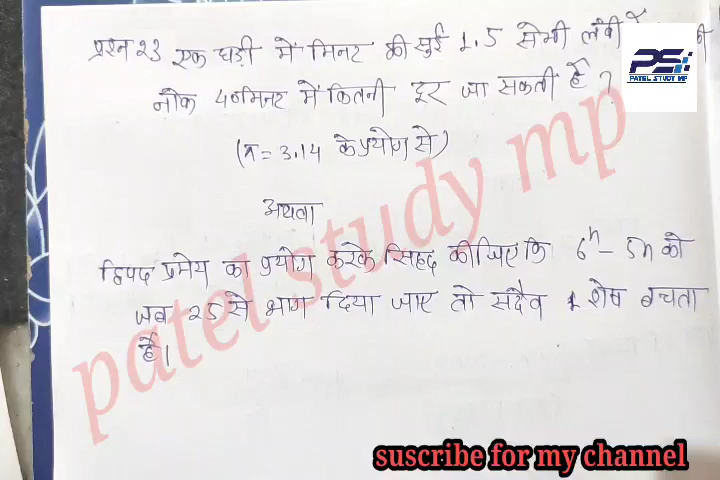 प्रश्न 23 एक घड़ी में मिनट की सुई 1.5 सेमी लंबी है
नोक 40 मिनट में कितनी दूर जा सकती है ?
(π = 3.14 के प्रयोग से)
अथवा
द्विपद प्रमेय का प्रयोग करके सिद्ध कीजिए कि 6ⁿ – 5n को
जब 25 से भाग दिया जाए तो सदैव 1 शेष बचता
है।
PS
PATEL STUDY MP
patel study mp
suscribe for my channel